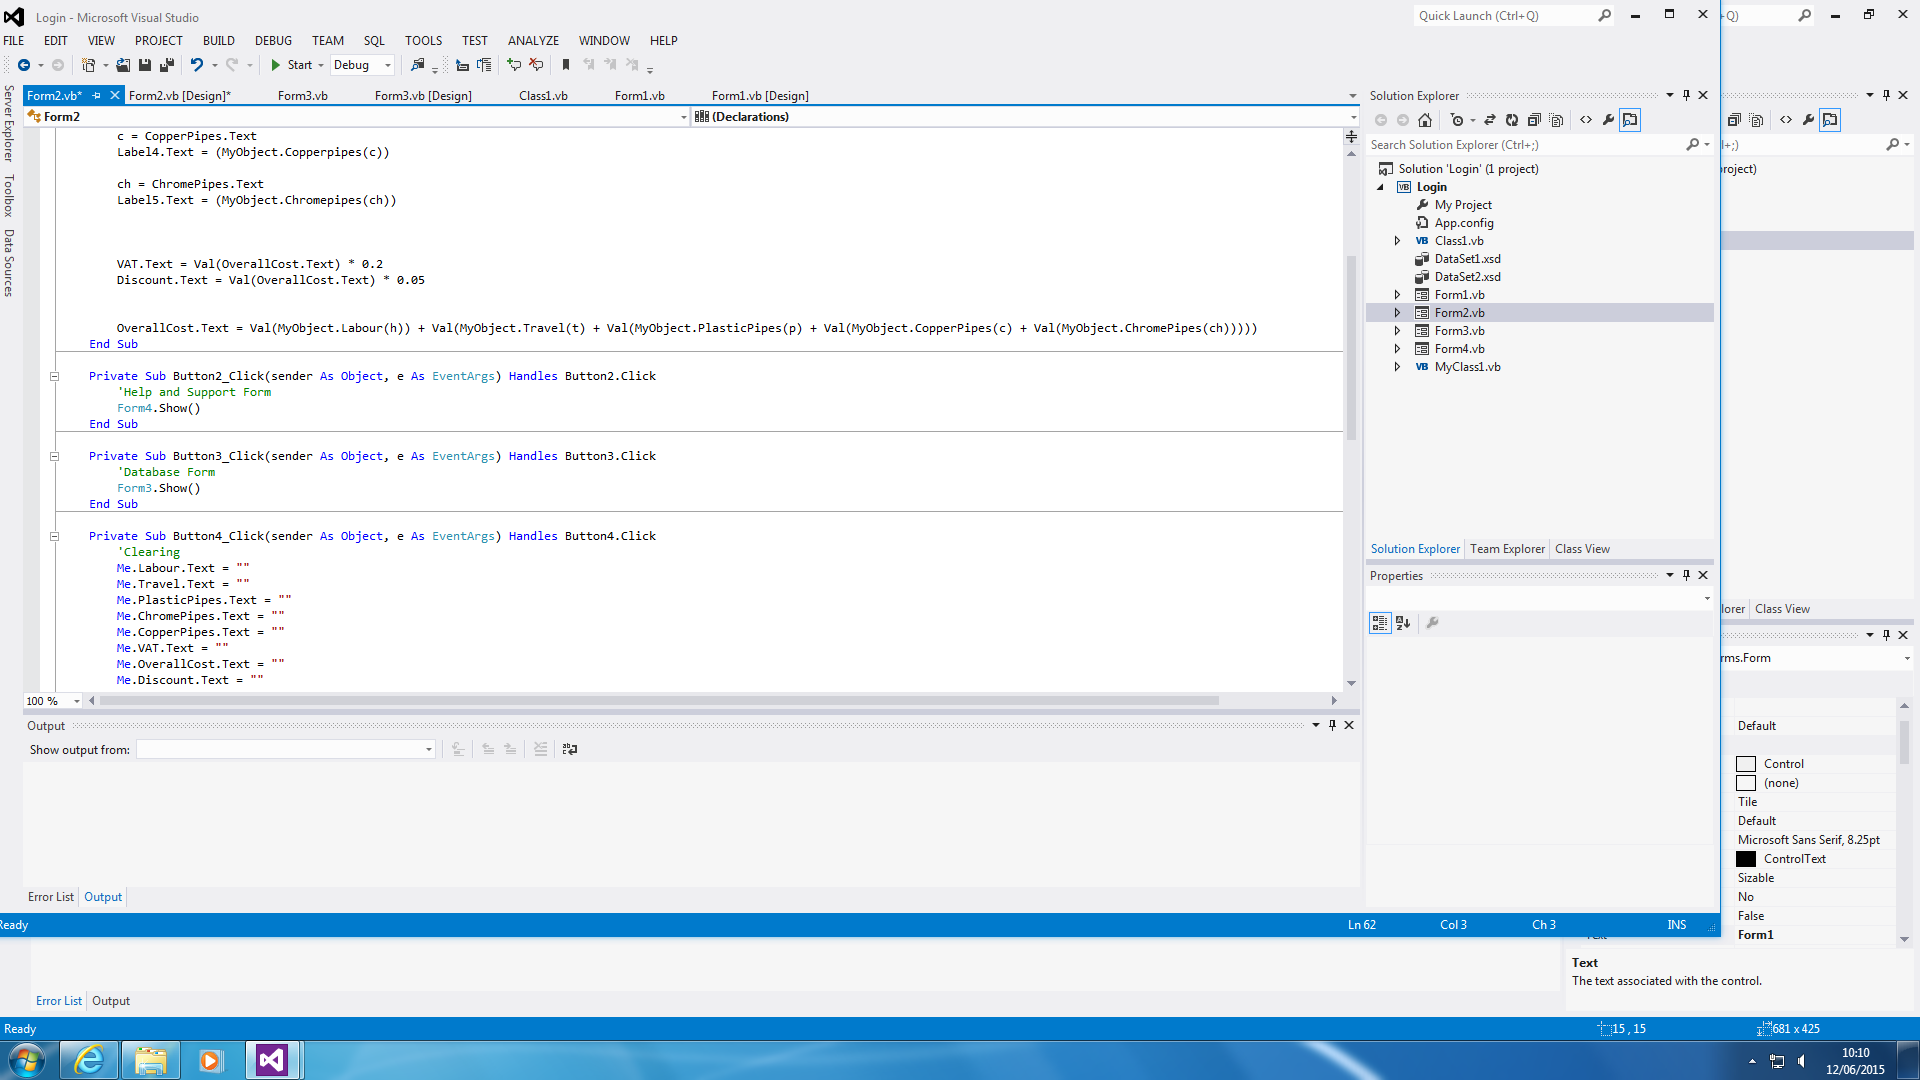 Login - Microsoft Visual Studio
Quick Launch (Ctrl+Q)
+Q)
FILE EDIT VIEW PROJECT BUILD DEBUG TEAM SQL TOOLS TEST ANALYZE WINDOW HELP
Start Debug
Form2.vb* Form2.vb [Design]* Form3.vb Form3.vb [Design] Class1.vb Form1.vb Form1.vb [Design]
Form2 (Declarations)
Server Explorer
Toolbox
Data Sources
c = CopperPipes.Text
Label4.Text = (MyObject.Copperpipes(c))
ch = ChromePipes.Text
Label5.Text = (MyObject.Chromepipes(ch))
VAT.Text = Val(OverallCost.Text) * 0.2
Discount.Text = Val(OverallCost.Text) * 0.05
OverallCost.Text = Val(MyObject.Labour(h)) + Val(MyObject.Travel(t) + Val(MyObject.PlasticPipes(p) + Val(MyObject.CopperPipes(c) + Val(MyObject.ChromePipes(ch)))))
End Sub
Private Sub Button2_Click(sender As Object, e As EventArgs) Handles Button2.Click
'Help and Support Form
Form4.Show()
End Sub
Private Sub Button3_Click(sender As Object, e As EventArgs) Handles Button3.Click
'Database Form
Form3.Show()
End Sub
Private Sub Button4_Click(sender As Object, e As EventArgs) Handles Button4.Click
'Clearing
Me.Labour.Text = ""
Me.Travel.Text = ""
Me.PlasticPipes.Text = ""
Me.ChromePipes.Text = ""
Me.CopperPipes.Text = ""
Me.VAT.Text = ""
Me.OverallCost.Text = ""
Me.Discount.Text = ""
100 %
Output
Show output from:
Error List Output
Ready Ln 62 Col 3 Ch 3 INS
Solution Explorer
Search Solution Explorer (Ctrl+;)
Solution 'Login' (1 project)
Login
My Project
App.config
Class1.vb
DataSet1.xsd
DataSet2.xsd
Form1.vb
Form2.vb
Form3.vb
Form4.vb
MyClass1.vb
Solution Explorer Team Explorer Class View
Properties
l+;)
roject)
lorer Class View
rms.Form
Default
Control
(none)
Tile
Default
Microsoft Sans Serif, 8.25pt
ControlText
Sizable
No
False
Text Form1
Text
The text associated with the control.
Error List Output
Ready 15 , 15 681 x 425
10:10
12/06/2015